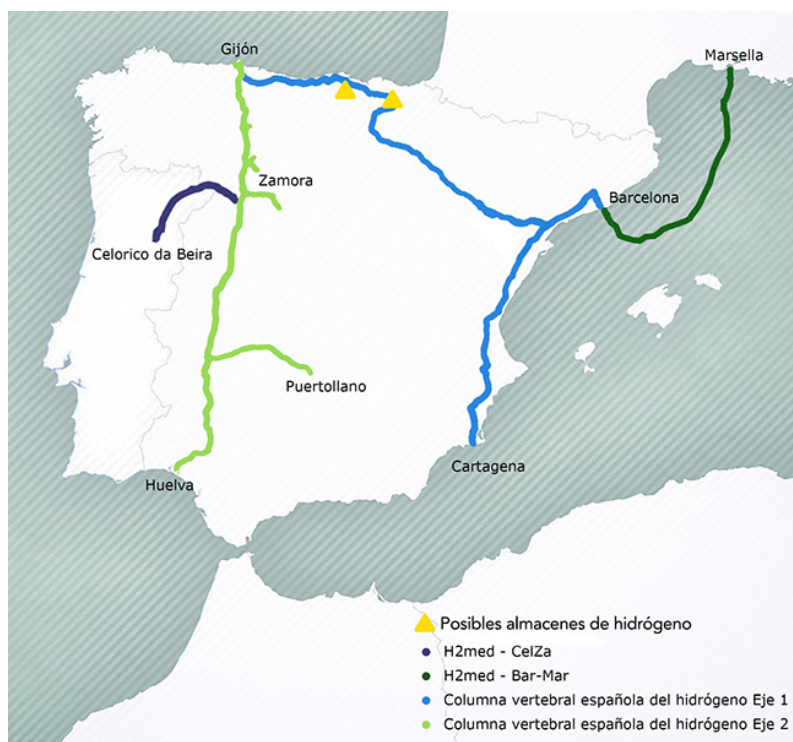 Gijón
Marsella
Zamora
Barcelona
Celorico da Beira
Puertollano
Cartagena
Huelva
Posibles almacenes de hidrógeno
H2med - CelZa
H2med - Bar-Mar
Columna vertebral española del hidrógeno Eje 1
Columna vertebral española del hidrógeno Eje 2